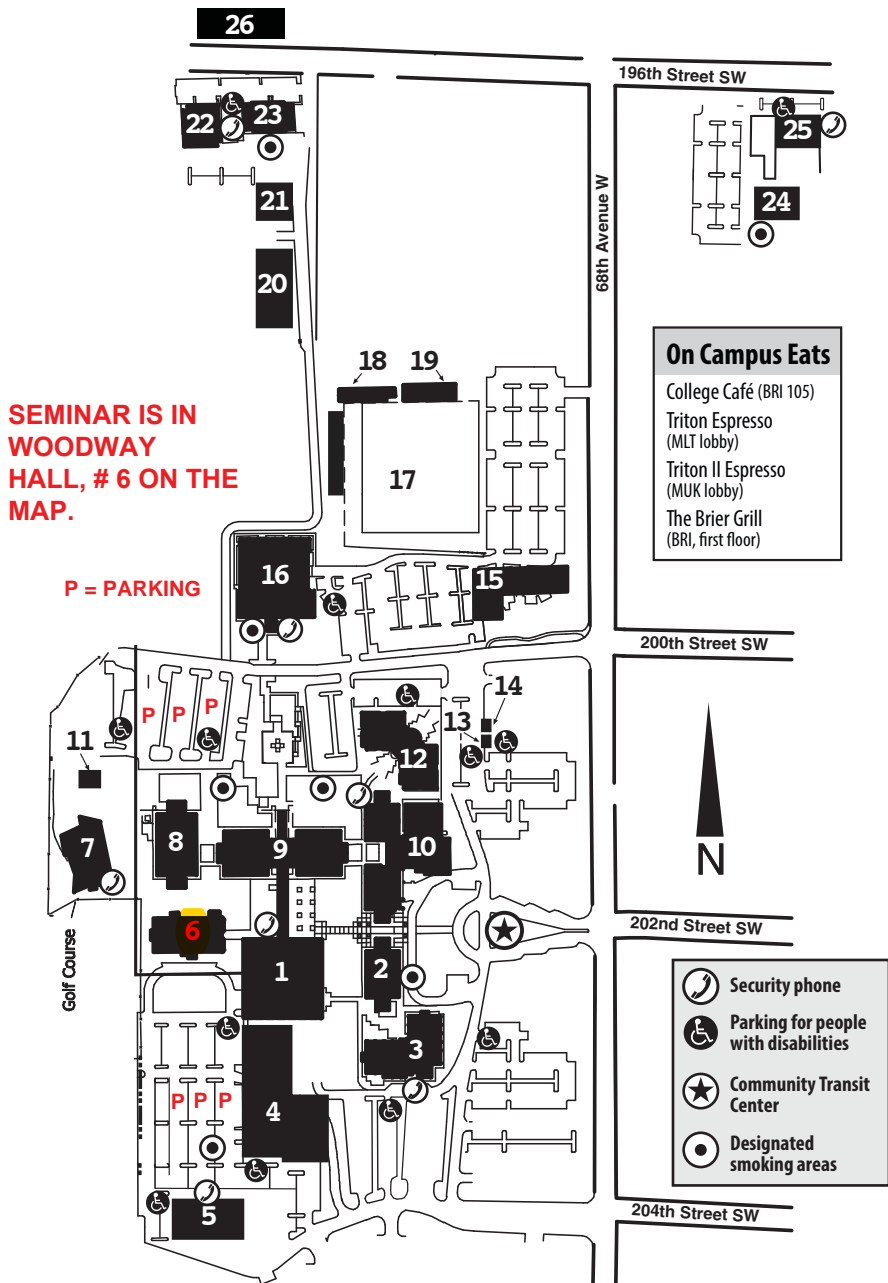 26
196th Street SW
22
23
25
21
24
68th Avenue W
20
On Campus Eats
College Café (BRI 105)
Triton Espresso
(MLT lobby)
Triton II Espresso
(MUK lobby)
The Brier Grill
(BRI, first floor)
18
19
SEMINAR IS IN
WOODWAY
HALL, # 6 ON THE
MAP.
17
16
15
P = PARKING
200th Street SW
P P P
14
13
11
12
N
7
8
9
10
6
202nd Street SW
Golf Course
1
2
Security phone
Parking for people
with disabilities
Community Transit
Center
Designated
smoking areas
3
P P P
4
5
204th Street SW